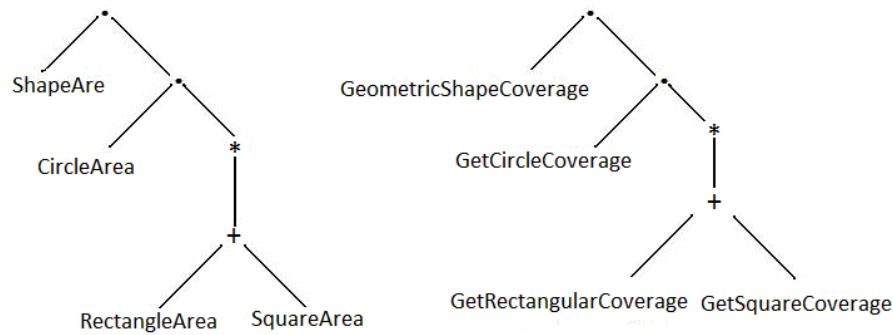 •
•
ShapeAre
GeometricShapeCoverage
•
•
*
*
CircleArea
GetCircleCoverage
+
+
RectangleArea
SquareArea
GetRectangularCoverage
GetSquareCoverage